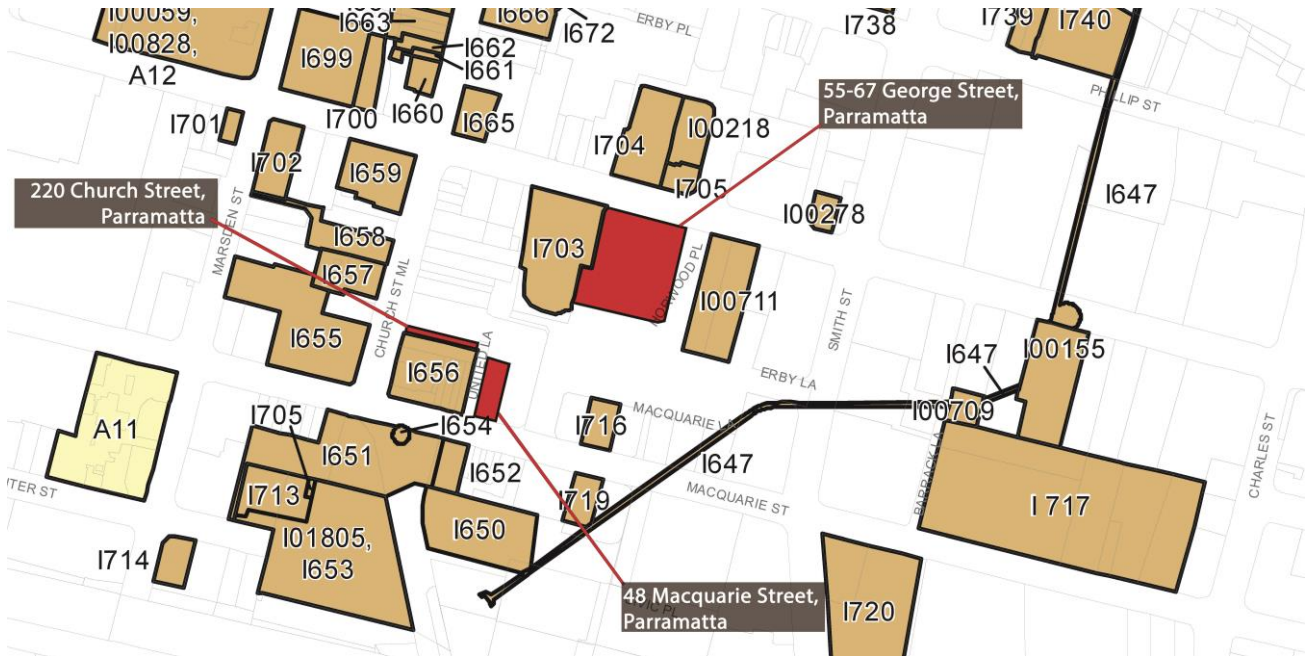 I00059,
I00828,
A12
I699
I663
I662
I661
I660
I700
I666
I672
ERBY PL
I738
I739
I740
PHILLIP ST
55-67 George Street,
Parramatta
I701
I702
I659
I665
I704
I00218
I705
I647
220 Church Street,
Parramatta
MARSDEN ST
I658
I657
I655
CHURCH ST ML
I703
NORWOOD PL
I00711
I00278
SMITH ST
I656
UNITED LA
ERBY LA
I647
I00155
I00709
A11
I705
I654
I651
I652
I716
MACQUARIE LA
I647
BARRACK LA
CHARLES ST
I713
I01805,
I653
I650
I719
MACQUARIE ST
I 717
UTER ST
I714
48 Macquarie Street,
Parramatta
CIVIC PL
I720